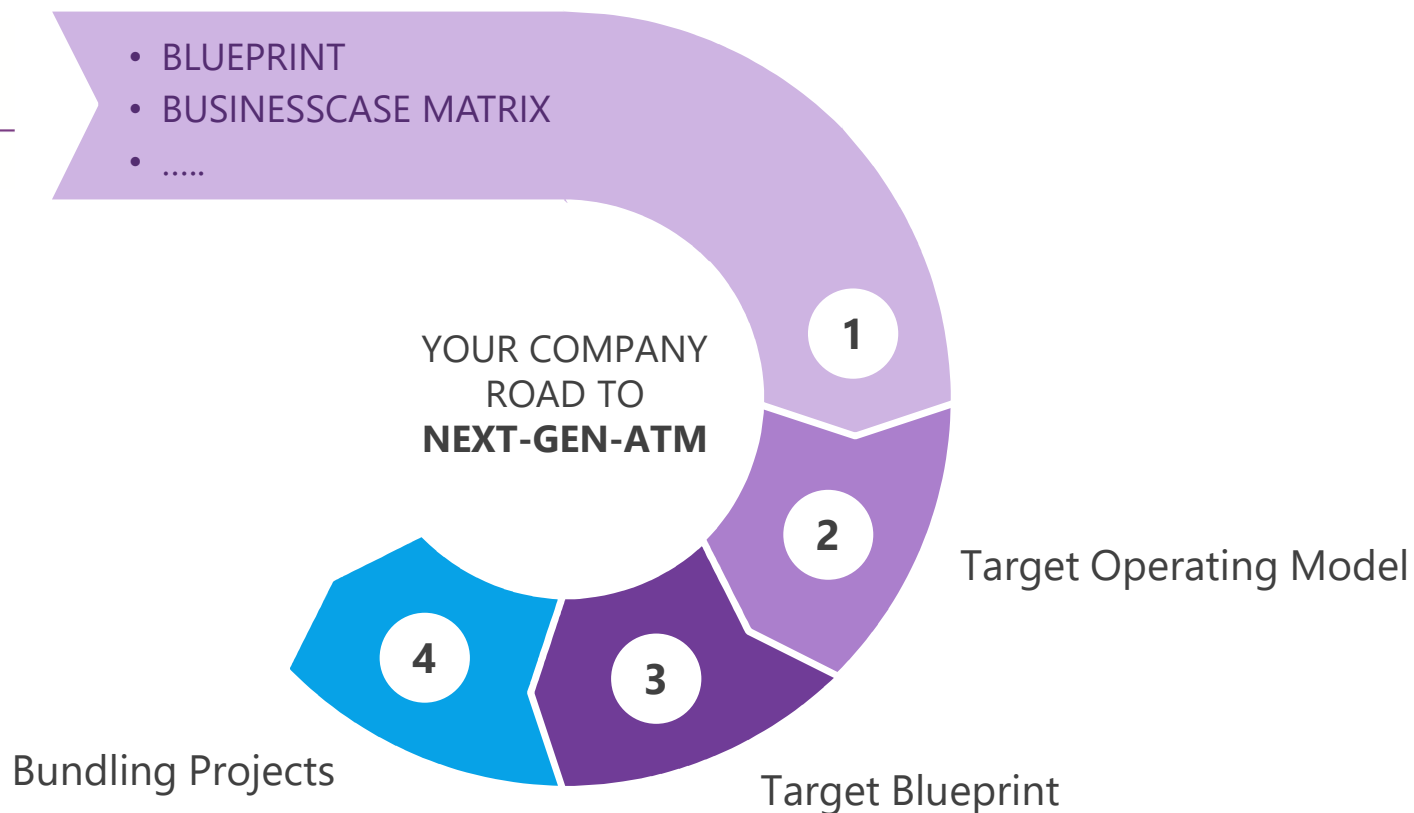 • BLUEPRINT
• BUSINESSCASE MATRIX
• …..
1
YOUR COMPANY
ROAD TO
NEXT-GEN-ATM
2
Target Operating Model
4
3
Bundling Projects
Target Blueprint